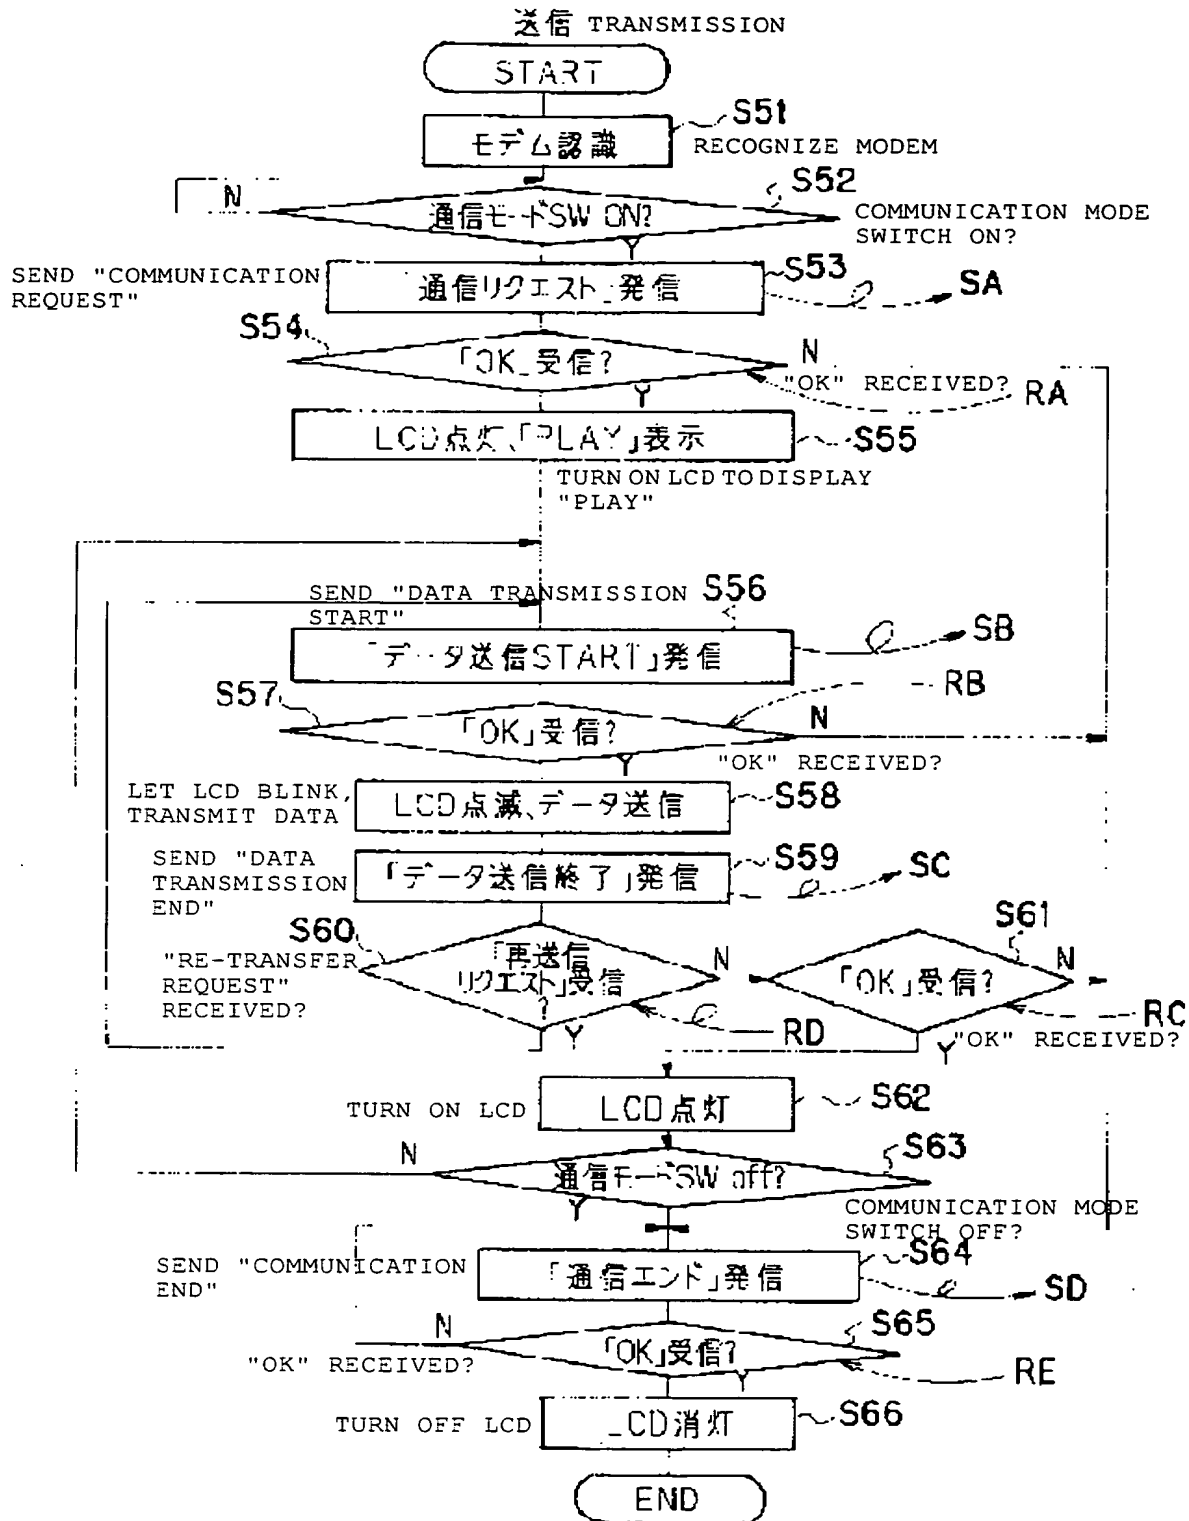 送信 TRANSMISSION
START
S51
モデム認識
RECOGNIZE MODEM
N
S52
通信モードSW ON?
COMMUNICATION MODE
SWITCH ON?
Y
SEND "COMMUNICATION
REQUEST"
S53
通信リクエスト」発信
SA
S54
「OK」受信?
N
"OK" RECEIVED?
RA
Y
LCD点灯、「PLAY」表示
S55
TURN ON LCD TO DISPLAY
"PLAY"
SEND "DATA TRANSMISSION
START"
S56
「データ送信START」発信
SB
S57
RB
「OK」受信?
N
Y
"OK" RECEIVED?
LET LCD BLINK,
TRANSMIT DATA
LCD点滅、データ送信
S58
SEND "DATA
TRANSMISSION
END"
「データ送信終了」発信
S59
SC
S60
"RE-TRANSFER
REQUEST"
RECEIVED?
「再送信
リクエスト」受信
?
N
S61
「OK」受信?
N
RD
RC
Y
Y
"OK" RECEIVED?
TURN ON LCD
LCD点灯
S62
N
S63
通信モードSW off?
Y
COMMUNICATION MODE
SWITCH OFF?
SEND "COMMUNICATION
END"
S64
「通信エンド」発信
SD
N
S65
「OK」受信?
"OK" RECEIVED?
RE
Y
TURN OFF LCD
LCD消灯
S66
END